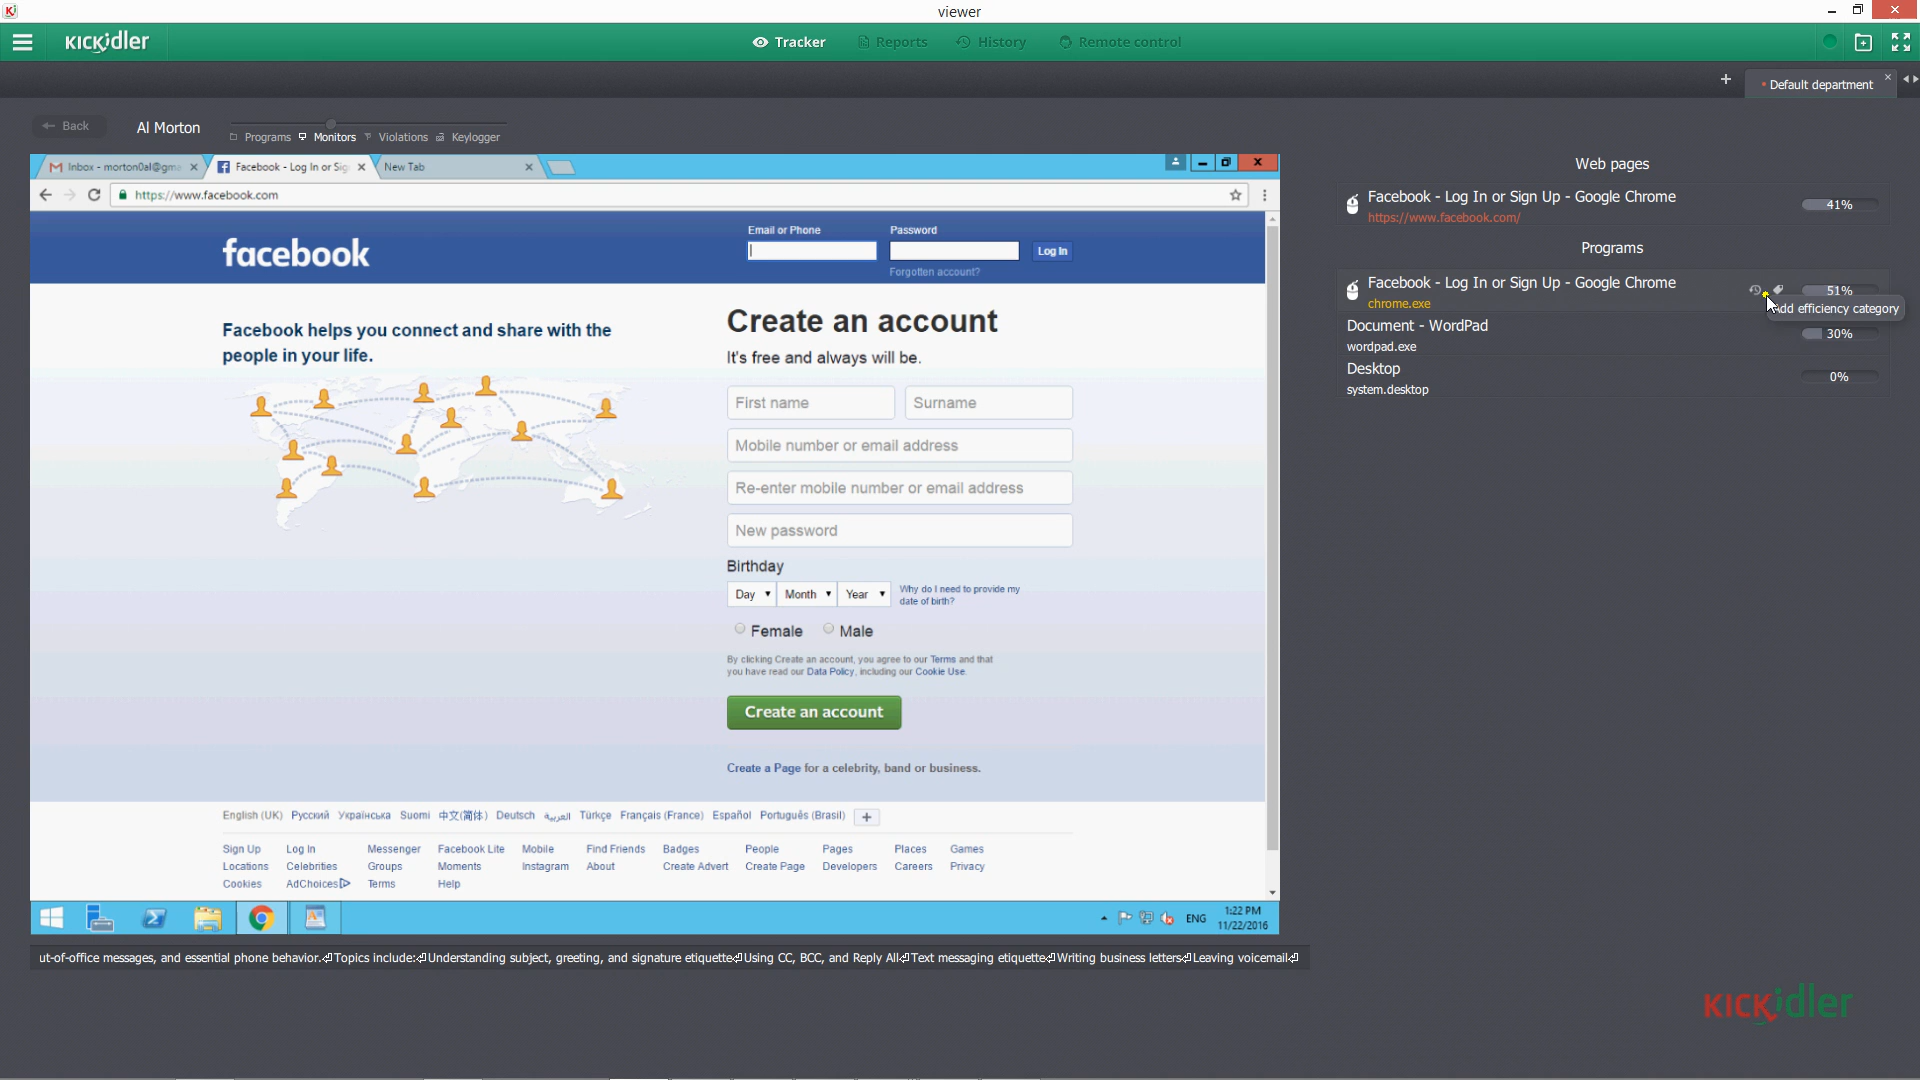 viewer
KICKidler
Tracker
Reports
History
Remote control
+
Default department
Back
Al Morton
Programs
Monitors
Violations
Keylogger
Inbox - morton0al@gma
Facebook - Log In or Sig
New Tab
https://www.facebook.com
facebook
Email or Phone
Password
Log In
Forgotten account?
Facebook helps you connect and share with the
people in your life.
Create an account
It's free and always will be.
First name
Surname
Mobile number or email address
Re-enter mobile number or email address
New password
Birthday
Day
Month
Year
Why do I need to provide my
date of birth?
Female
Male
By clicking Create an account, you agree to our Terms and that
you have read our Data Policy, including our Cookie Use.
Create an account
Create a Page for a celebrity, band or business.
English (UK) Русский Українська Suomi 中文(简体) Deutsch العربية Türkçe Français (France) Español Português (Brasil) +
Sign Up Log In Messenger Facebook Lite Mobile Find Friends Badges People Pages Places Games
Locations Celebrities Groups Moments Instagram About Create Advert Create Page Developers Careers Privacy
Cookies AdChoices Terms Help
ENG
1:22 PM
11/22/2016
ut-of-office messages, and essential phone behavior.⏎Topics include:⏎Understanding subject, greeting, and signature etiquette⏎Using CC, BCC, and Reply All⏎Text messaging etiquette⏎Writing business letters⏎Leaving voicemail⏎
Web pages
Facebook - Log In or Sign Up - Google Chrome
https://www.facebook.com/
41%
Programs
Facebook - Log In or Sign Up - Google Chrome
chrome.exe
51%
Add efficiency category
Document - WordPad
wordpad.exe
30%
Desktop
system.desktop
0%
KICKidler